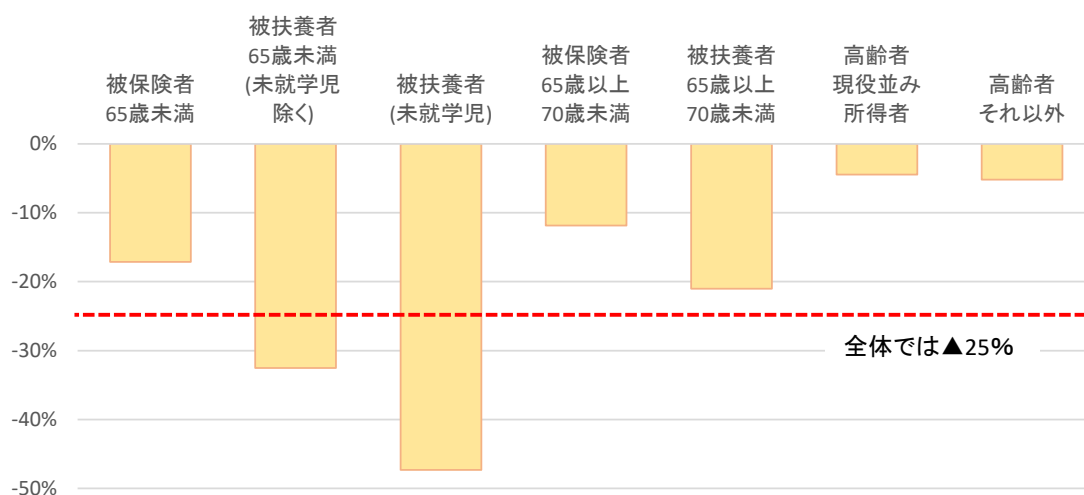 被保険者
65歳未満
被扶養者
65歳未満
(未就学児
除く)
被扶養者
(未就学児)
被保険者
65歳以上
70歳未満
被扶養者
65歳以上
70歳未満
高齢者
現役並み
所得者
高齢者
それ以外
0%
-10%
-20%
-30%
-40%
-50%
全体では▲25%